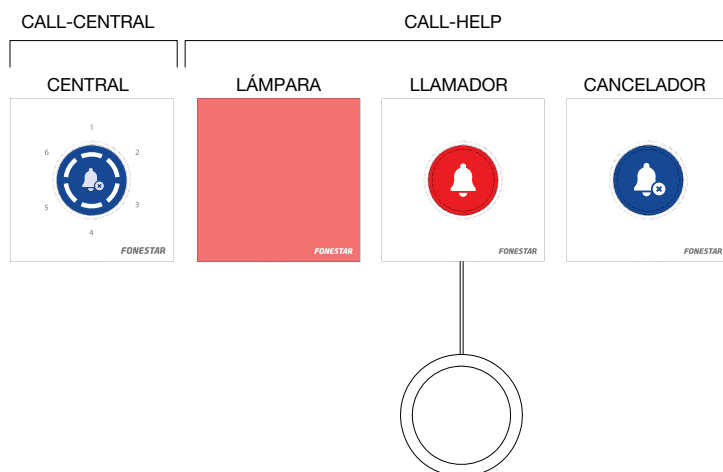 CALL-CENTRAL
CALL-HELP
CENTRAL
LÁMPARA
LLAMADOR
CANCELADOR
1
6
2
5
3
4
FONESTAR
FONESTAR
FONESTAR
FONESTAR